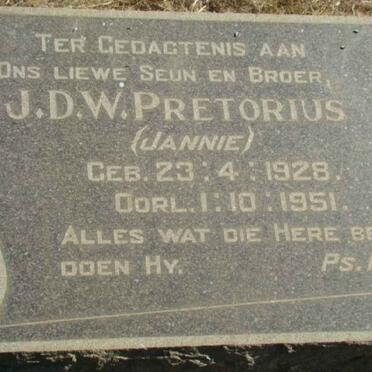 TER GEDAGTENIS AAN
ONS LIEWE SEUN EN BROER,
J.D.W. PRETORIUS
(JANNIE)
GEB. 23:4:1928.
OORL. 1:10:1951.
ALLES WAT DIE HERE BE
DOEN HY. PS.